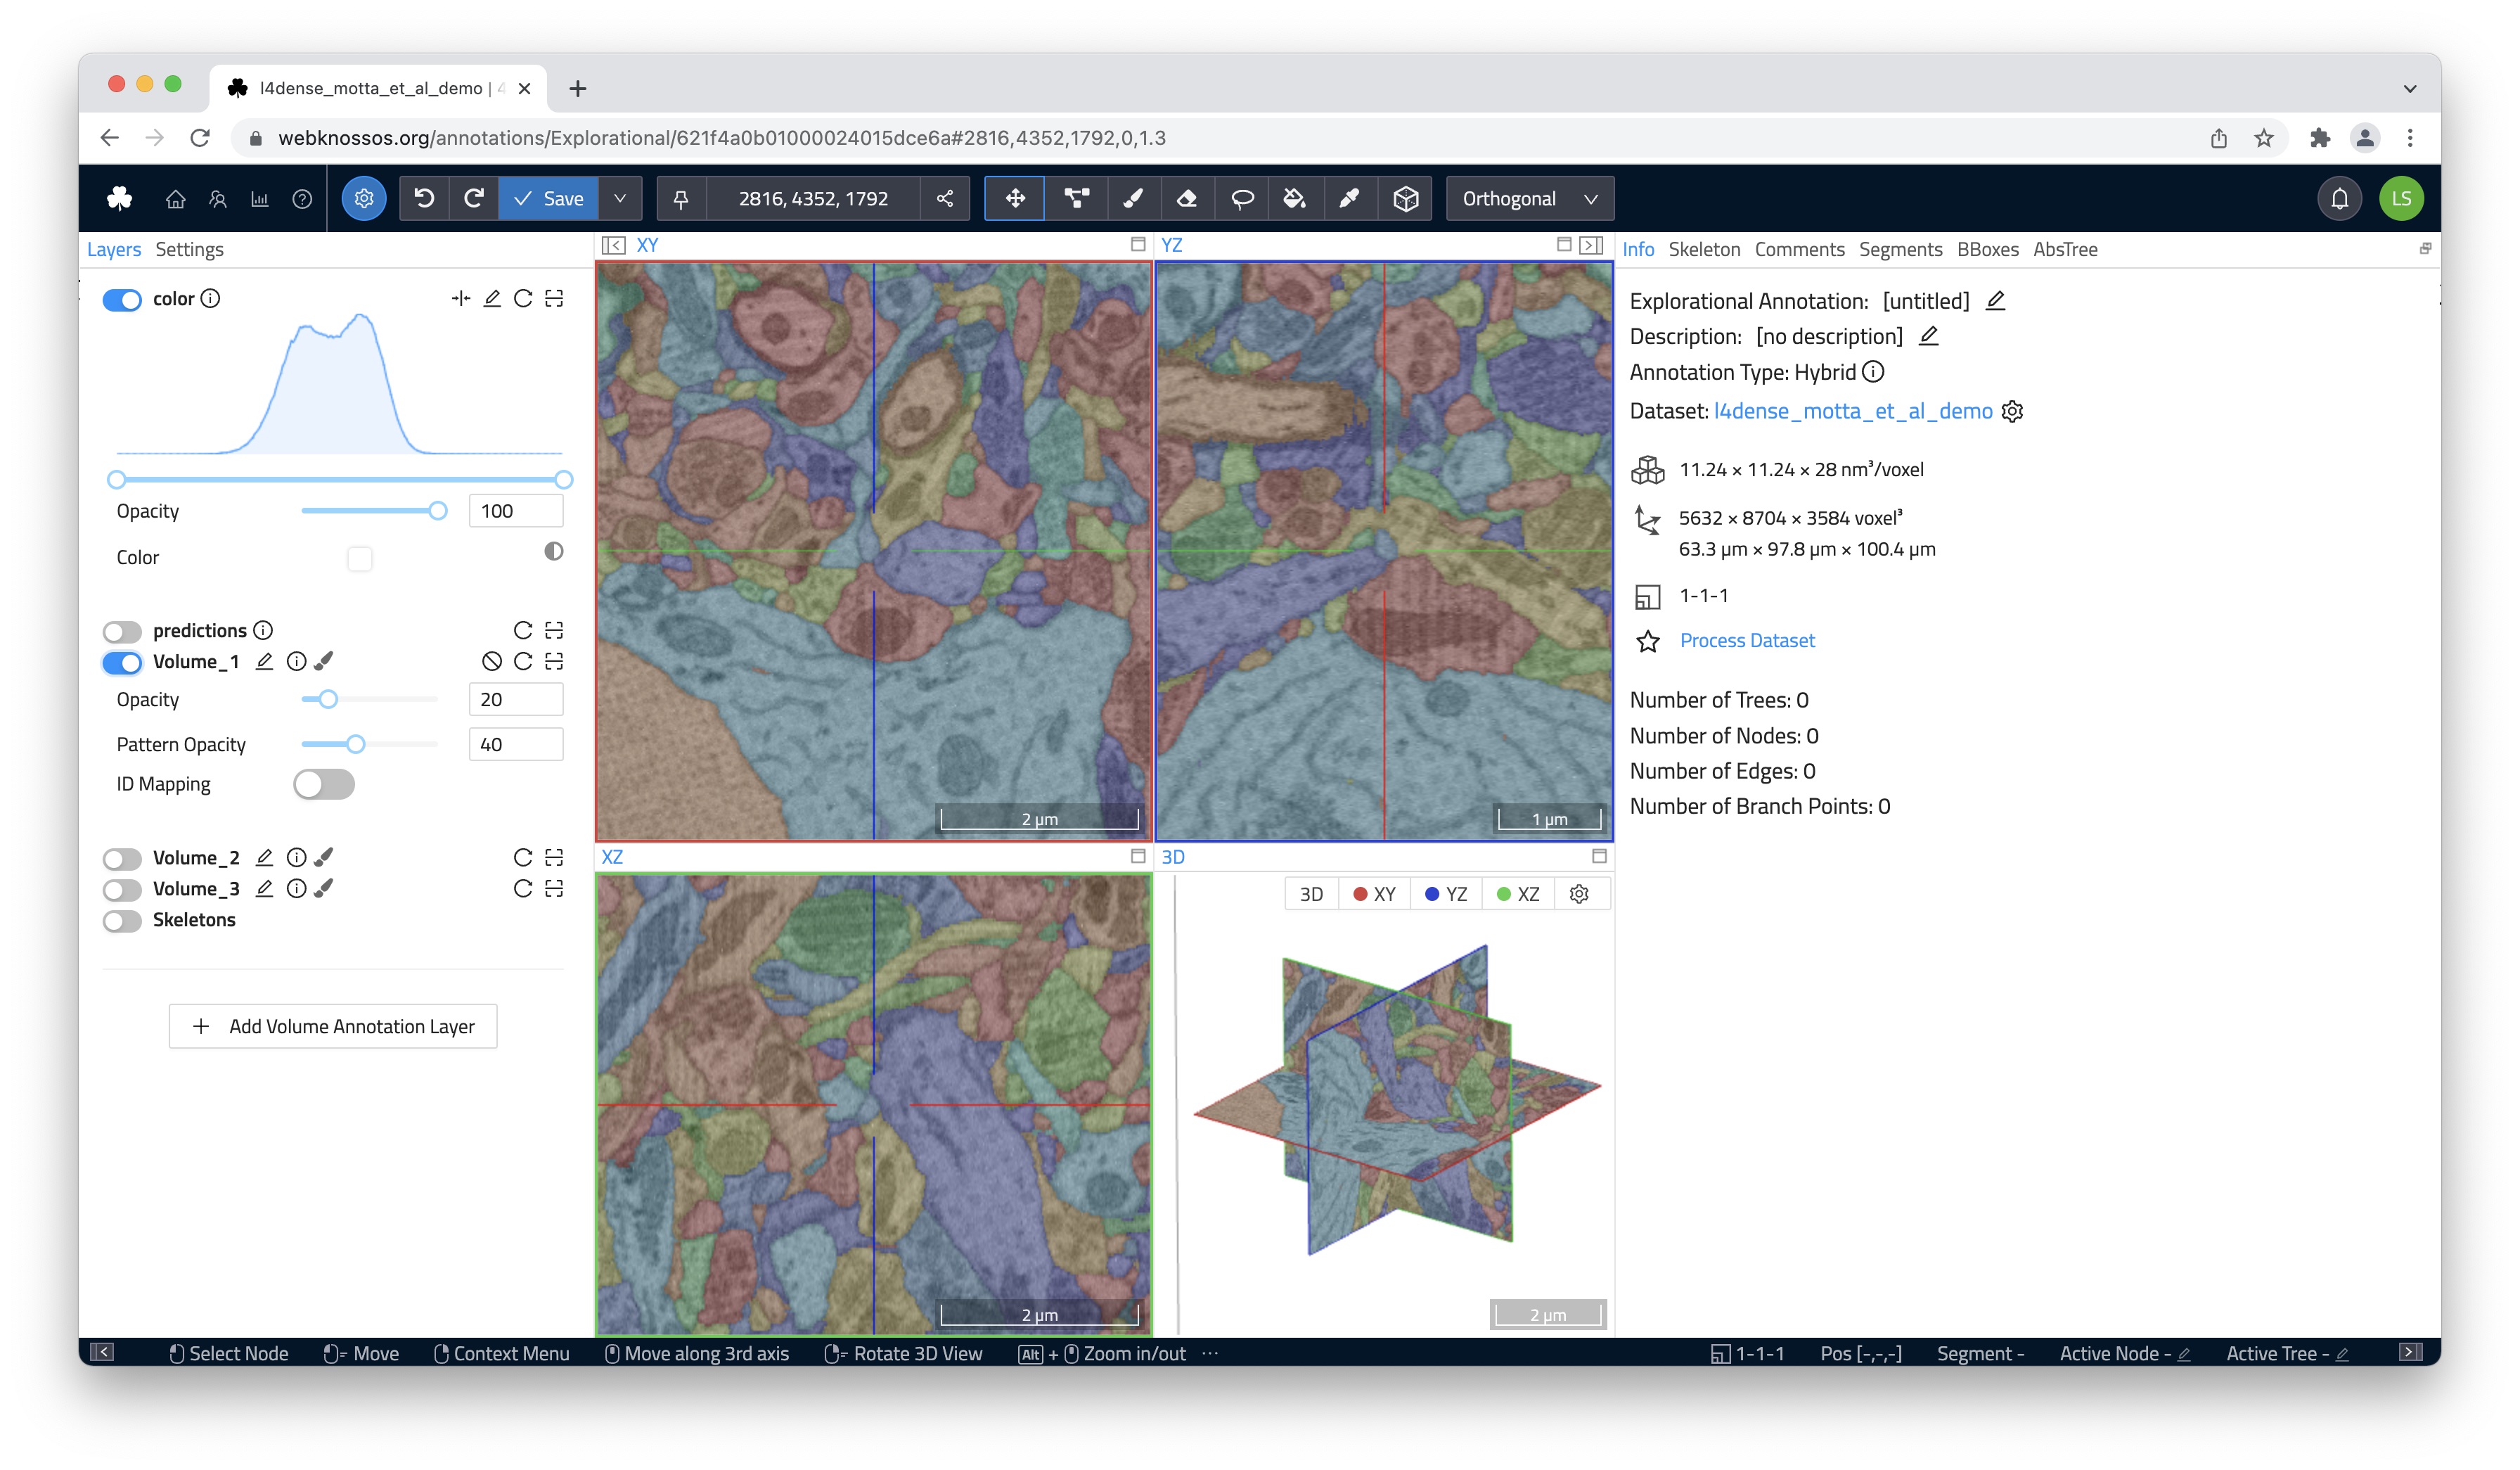 l4dense_motta_et_al_demo |
webknossos.org/annotations/Explorational/621f4a0b01000024015dce6a#2816,4352,1792,0,1.3
Save
2816, 4352, 1792
Orthogonal
LS
Layers Settings
color
Opacity 100
Color
predictions
Volume_1
Opacity 20
Pattern Opacity 40
ID Mapping
Volume_2
Volume_3
Skeletons
+ Add Volume Annotation Layer
XY
2 µm
YZ
1 µm
XZ
2 µm
3D
3D XY YZ XZ
2 µm
Info Skeleton Comments Segments BBoxes AbsTree
Explorational Annotation: [untitled]
Description: [no description]
Annotation Type: Hybrid
Dataset: l4dense_motta_et_al_demo
11.24 × 11.24 × 28 nm³/voxel
5632 × 8704 × 3584 voxel³
63.3 µm × 97.8 µm × 100.4 µm
1-1-1
Process Dataset
Number of Trees: 0
Number of Nodes: 0
Number of Edges: 0
Number of Branch Points: 0
Select Node Move Context Menu Move along 3rd axis Rotate 3D View Alt + Zoom in/out ··· 1-1-1 Pos [-,-,-] Segment - Active Node - Active Tree -